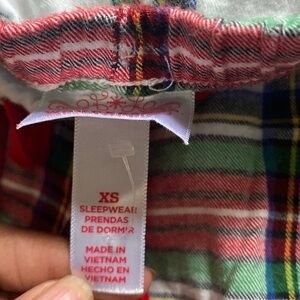 XS
SLEEPWEAR
PRENDAS
DE DORMIR
MADE IN
VIETNAM
HECHO EN
VIETNAM